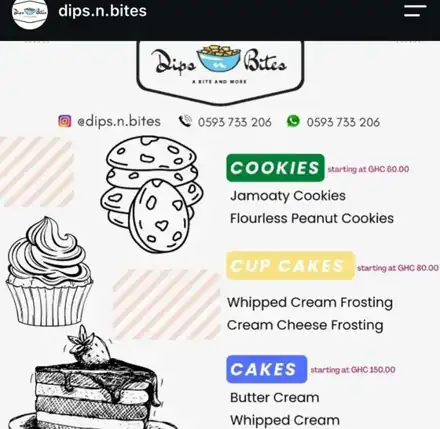 dips.n.bites
Dips Bites
A BITE AND MORE
@dips.n.bites 0593 733 206 0593 733 206
COOKIES starting at GHC 60.00
Jamoaty Cookies
Flourless Peanut Cookies
CUP CAKES starting at GHC 80.00
Whipped Cream Frosting
Cream Cheese Frosting
CAKES starting at GHC 150.00
Butter Cream
Whipped Cream